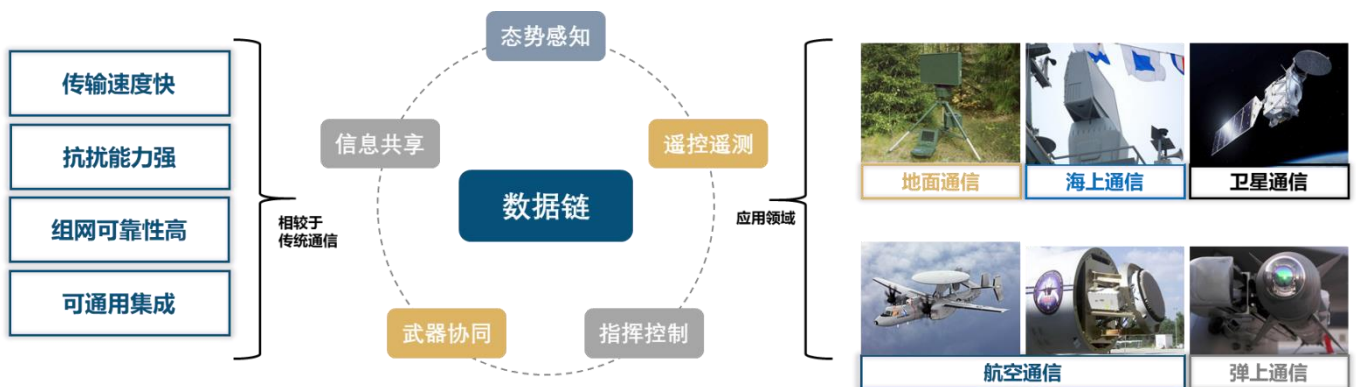 传输速度快
抗扰能力强
组网可靠性高
可通用集成
相较于
传统通信
态势感知
信息共享
遥控遥测
数据链
武器协同
指挥控制
应用领域
地面通信
海上通信
卫星通信
航空通信
弹上通信